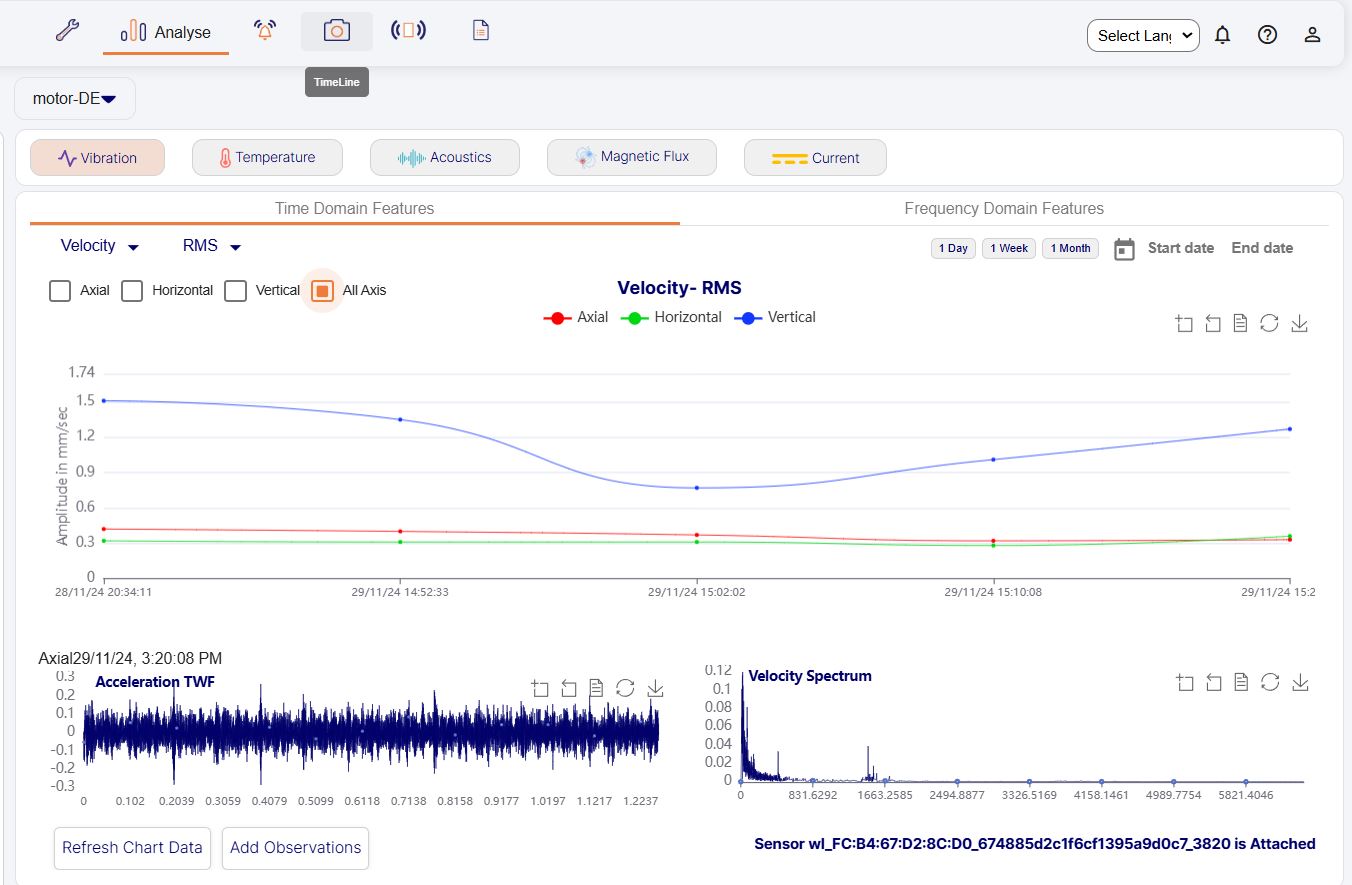 Analyse
Select Lang
TimeLine
motor-DE
Vibration
Temperature
Acoustics
Magnetic Flux
Current
Time Domain Features
Frequency Domain Features
Velocity
RMS
1 Day
1 Week
1 Month
Start date
End date
Axial
Horizontal
Vertical
All Axis
Velocity- RMS
Axial
Horizontal
Vertical
Amplitude in mm/sec
1.74
1.5
1.2
0.9
0.6
0.3
0
28/11/24 20:34:11
29/11/24 14:52:33
29/11/24 15:02:02
29/11/24 15:10:08
29/11/24 15:2
Axial29/11/24, 3:20:08 PM
Acceleration TWF
0.3
0.2
0.1
0
-0.1
-0.2
-0.3
0 0.102 0.2039 0.3059 0.4079 0.5099 0.6118 0.7138 0.8158 0.9177 1.0197 1.1217 1.2237
Velocity Spectrum
0.12
0.1
0.08
0.06
0.04
0.02
0
0 831.6292 1663.2585 2494.8877 3326.5169 4158.1461 4989.7754 5821.4046
Refresh Chart Data
Add Observations
Sensor wl_FC:B4:67:D2:8C:D0_674885d2c1f6cf1395a9d0c7_3820 is Attached